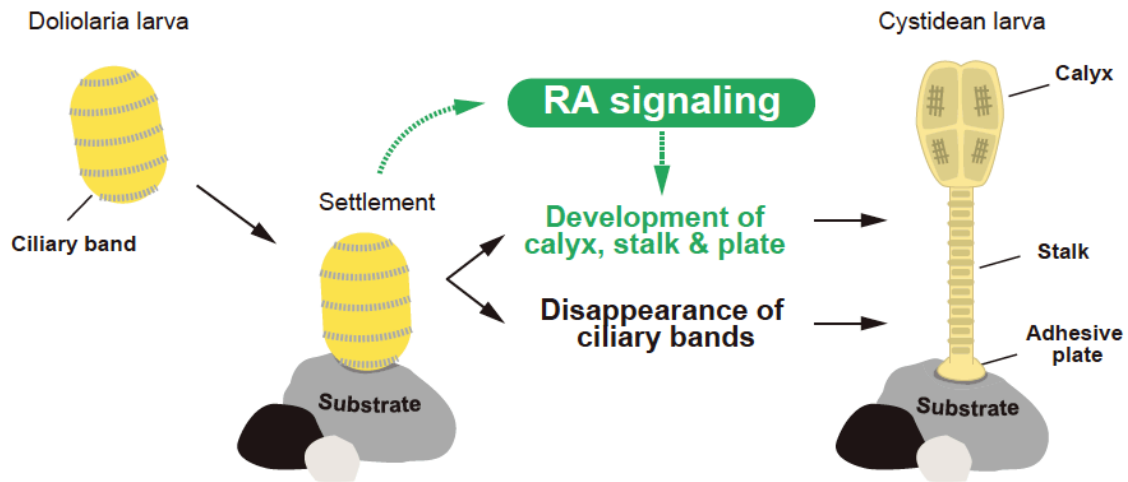 Doliolaria larva
Cystidean larva
Calyx
RA signaling
Settlement
Ciliary band
Development of
calyx, stalk & plate
Stalk
Disappearance of
ciliary bands
Adhesive
plate
Substrate
Substrate